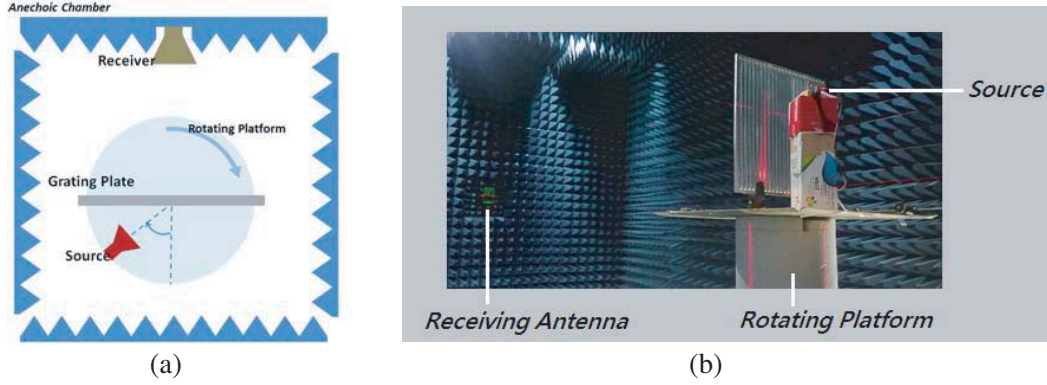 Anechoic Chamber
Receiver
Rotating Platform
Grating Plate
Source
Source
Receiving Antenna
Rotating Platform
(a)
(b)